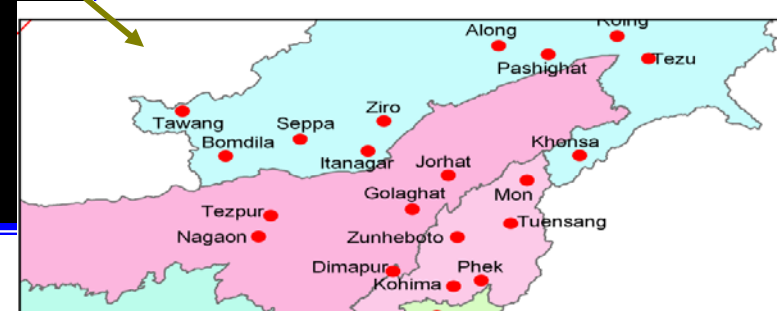 Along
Roing
Pashighat
Tezu
Tawang
Ziro
Seppa
Bomdila
Itanagar
Khonsa
Jorhat
Golaghat
Mon
Tezpur
Tuensang
Nagaon
Zunheboto
Dimapur
Phek
Kohima